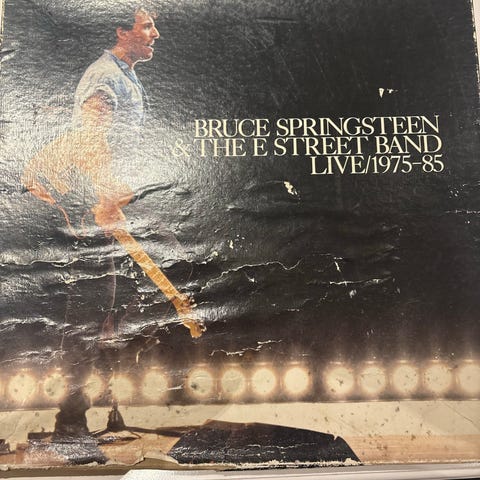 BRUCE SPRINGSTEEN
& THE E STREET BAND
LIVE/1975–85